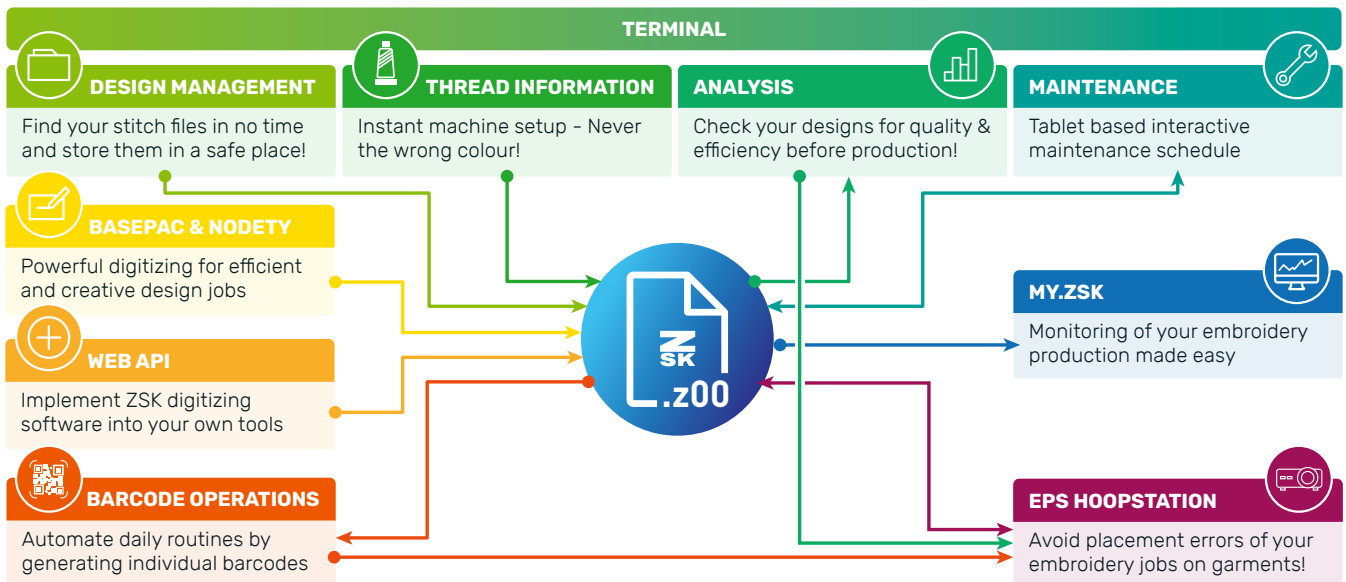 TERMINAL
DESIGN MANAGEMENT
Find your stitch files in no time
and store them in a safe place!
THREAD INFORMATION
Instant machine setup - Never
the wrong colour!
ANALYSIS
Check your designs for quality &
efficiency before production!
MAINTENANCE
Tablet based interactive
maintenance schedule
BASEPAC & NODETY
Powerful digitizing for efficient
and creative design jobs
WEB API
Implement ZSK digitizing
software into your own tools
BARCODE OPERATIONS
Automate daily routines by
generating individual barcodes
Z
SK
.z00
MY.ZSK
Monitoring of your embroidery
production made easy
EPS HOOPSTATION
Avoid placement errors of your
embroidery jobs on garments!